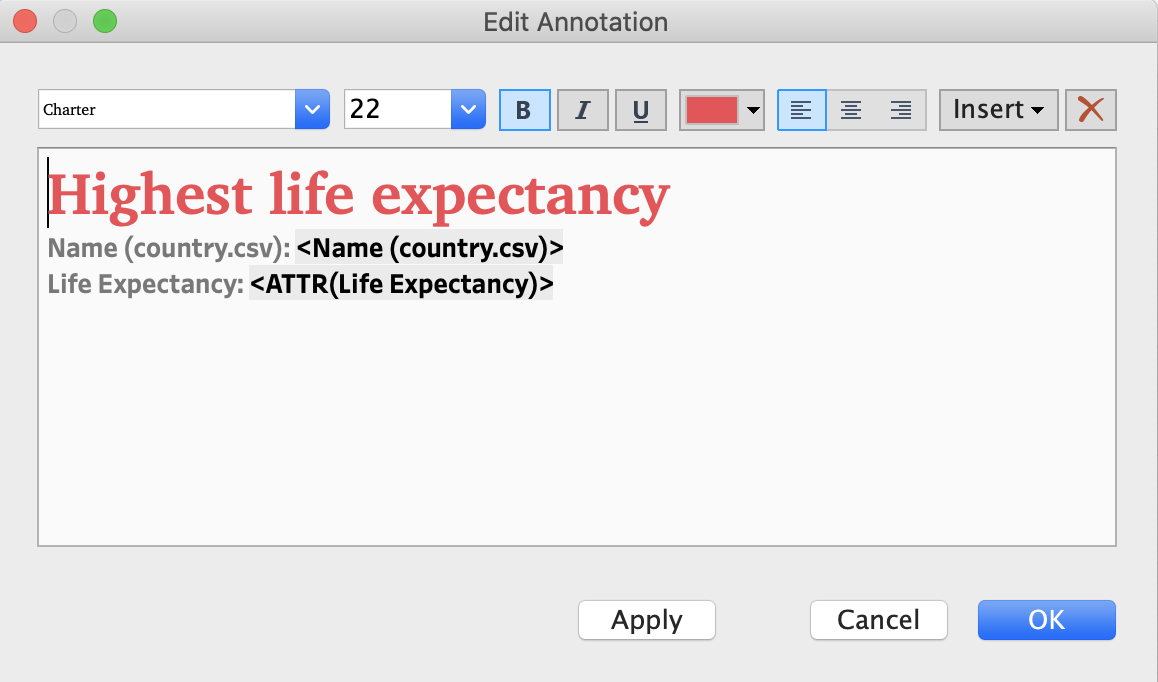 Edit Annotation
Charter 22 B I U Insert
Highest life expectancy
Name (country.csv): <Name (country.csv)>
Life Expectancy: <ATTR(Life Expectancy)>
Apply Cancel OK